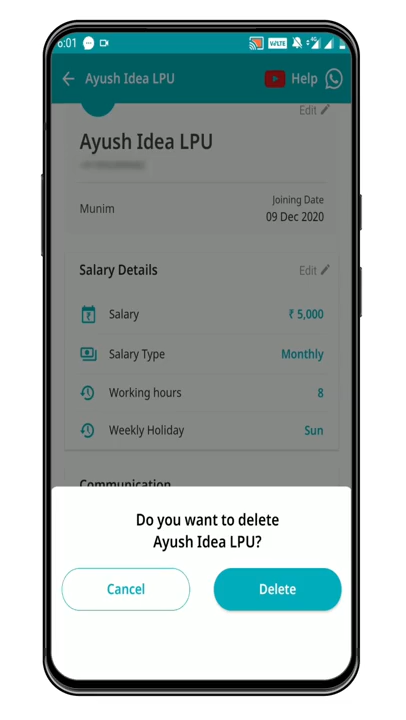 6:01
VoLTE 4G
Ayush Idea LPU Help
Edit
Ayush Idea LPU
Munim
Joining Date
09 Dec 2020
Salary Details Edit
Salary ₹ 5,000
Salary Type Monthly
Working hours 8
Weekly Holiday Sun
Communication
Do you want to delete
Ayush Idea LPU?
Cancel Delete